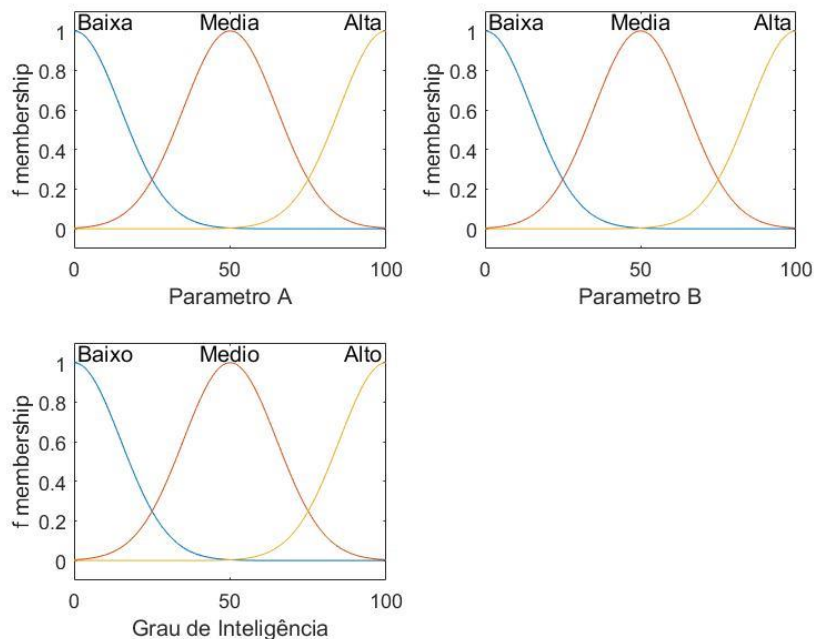 Baixa Media Alta
1
0.8
0.6
0.4
0.2
0
f membership
0 50 100
Parametro A
Baixa Media Alta
1
0.8
0.6
0.4
0.2
0
f membership
0 50 100
Parametro B
Baixo Medio Alto
1
0.8
0.6
0.4
0.2
0
f membership
0 50 100
Grau de Inteligência